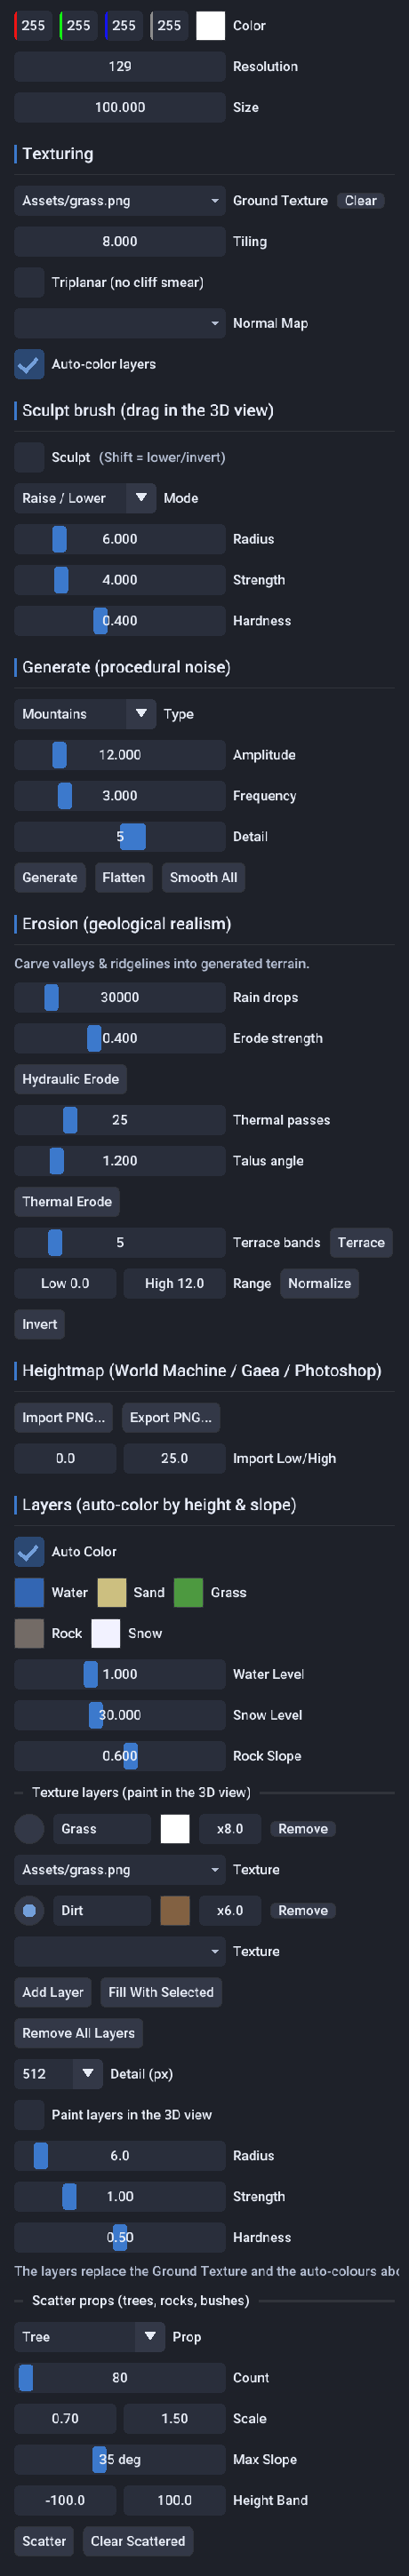 255 255 255 255 Color
129 Resolution
100.000 Size
Texturing
Assets/grass.png Ground Texture Clear
8.000 Tiling
Triplanar (no cliff smear)
Normal Map
Auto-color layers
Sculpt brush (drag in the 3D view)
Sculpt (Shift = lower/invert)
Raise / Lower Mode
6.000 Radius
4.000 Strength
0.400 Hardness
Generate (procedural noise)
Mountains Type
12.000 Amplitude
3.000 Frequency
5 Detail
Generate Flatten Smooth All
Erosion (geological realism)
Carve valleys & ridgelines into generated terrain.
30000 Rain drops
0.400 Erode strength
Hydraulic Erode
25 Thermal passes
1.200 Talus angle
Thermal Erode
5 Terrace bands Terrace
Low 0.0 High 12.0 Range Normalize
Invert
Heightmap (World Machine / Gaea / Photoshop)
Import PNG... Export PNG...
0.0 25.0 Import Low/High
Layers (auto-color by height & slope)
Auto Color
Water Sand Grass
Rock Snow
1.000 Water Level
30.000 Snow Level
0.600 Rock Slope
Texture layers (paint in the 3D view)
Grass x8.0 Remove
Assets/grass.png Texture
Dirt x6.0 Remove
Texture
Add Layer Fill With Selected
Remove All Layers
512 Detail (px)
Paint layers in the 3D view
6.0 Radius
1.00 Strength
0.50 Hardness
The layers replace the Ground Texture and the auto-colours abo
Scatter props (trees, rocks, bushes)
Tree Prop
80 Count
0.70 1.50 Scale
35 deg Max Slope
-100.0 100.0 Height Band
Scatter Clear Scattered